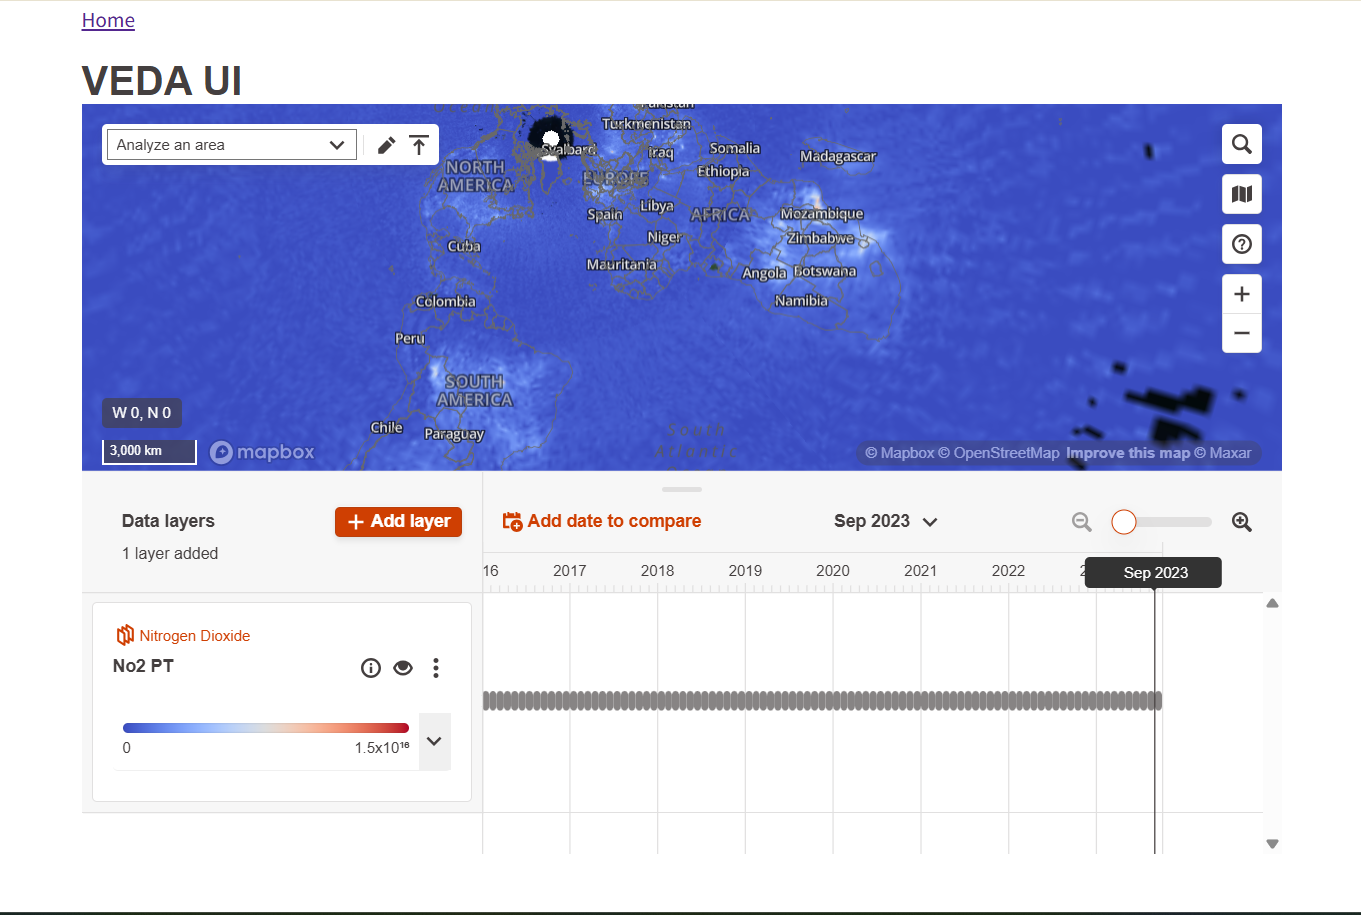 Home
VEDA UI
Analyze an area
Pakistan
Turkmenistan
Svalbard
Iraq
Somalia
Madagascar
NORTH
AMERICA
EUROPE
Ethiopia
Spain
Libya
AFRICA
Mozambique
Cuba
Niger
Zimbabwe
Mauritania
Angola
Botswana
Colombia
Namibia
Peru
SOUTH
AMERICA
W 0, N 0
Chile
Paraguay
South
Atlantic
3,000 km
mapbox
© Mapbox © OpenStreetMap Improve this map © Maxar
Data layers
+ Add layer
Add date to compare
Sep 2023
1 layer added
16 2017 2018 2019 2020 2021 2022 2
Sep 2023
Nitrogen Dioxide
No2 PT
0
1.5x10¹⁶